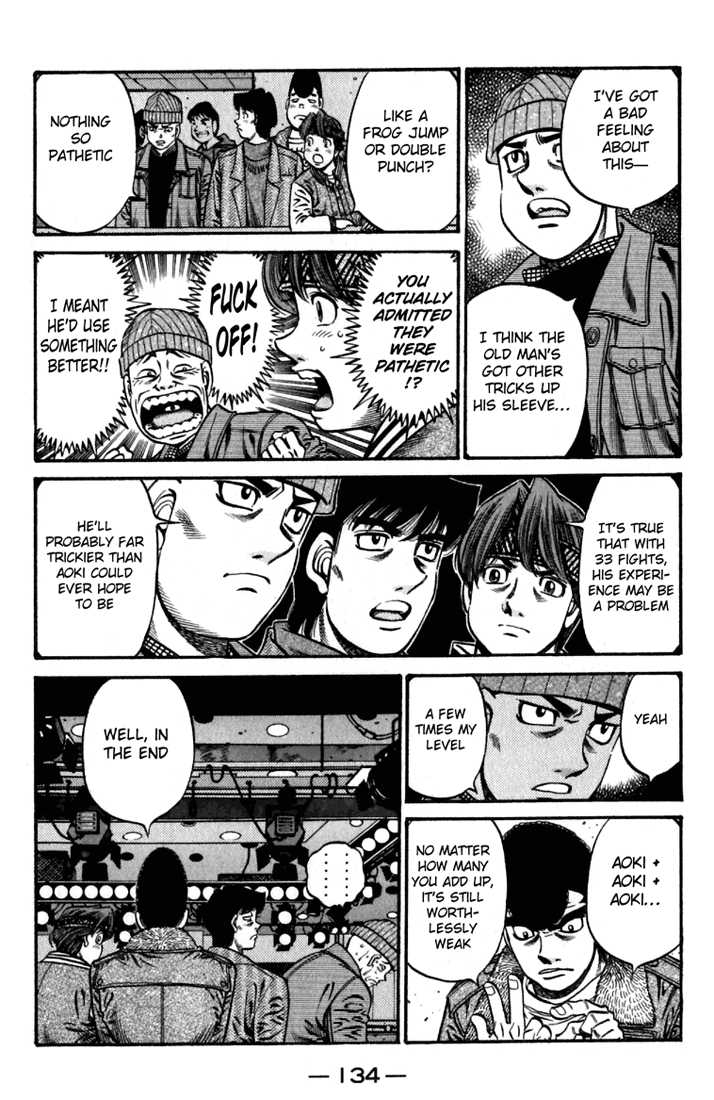 I'VE GOT
A BAD
FEELING
ABOUT
THIS—
I THINK THE
OLD MAN'S
GOT OTHER
TRICKS UP
HIS SLEEVE...
LIKE A
FROG JUMP
OR DOUBLE
PUNCH?
NOTHING
SO
PATHETIC
YOU
ACTUALLY
ADMITTED
THEY
WERE
PATHETIC
!?
FUCK
OFF!
I MEANT
HE'D USE
SOMETHING
BETTER!!
IT'S TRUE
THAT WITH
33 FIGHTS,
HIS EXPERI-
ENCE MAY BE
A PROBLEM
HE'LL
PROBABLY FAR
TRICKIER THAN
AOKI COULD
EVER HOPE
TO BE
YEAH
A FEW
TIMES MY
LEVEL
AOKI +
AOKI +
AOKI...
NO MATTER
HOW MANY
YOU ADD UP,
IT'S STILL
WORTH-
LESSLY
WEAK
WELL, IN
THE END
......
— 134 —